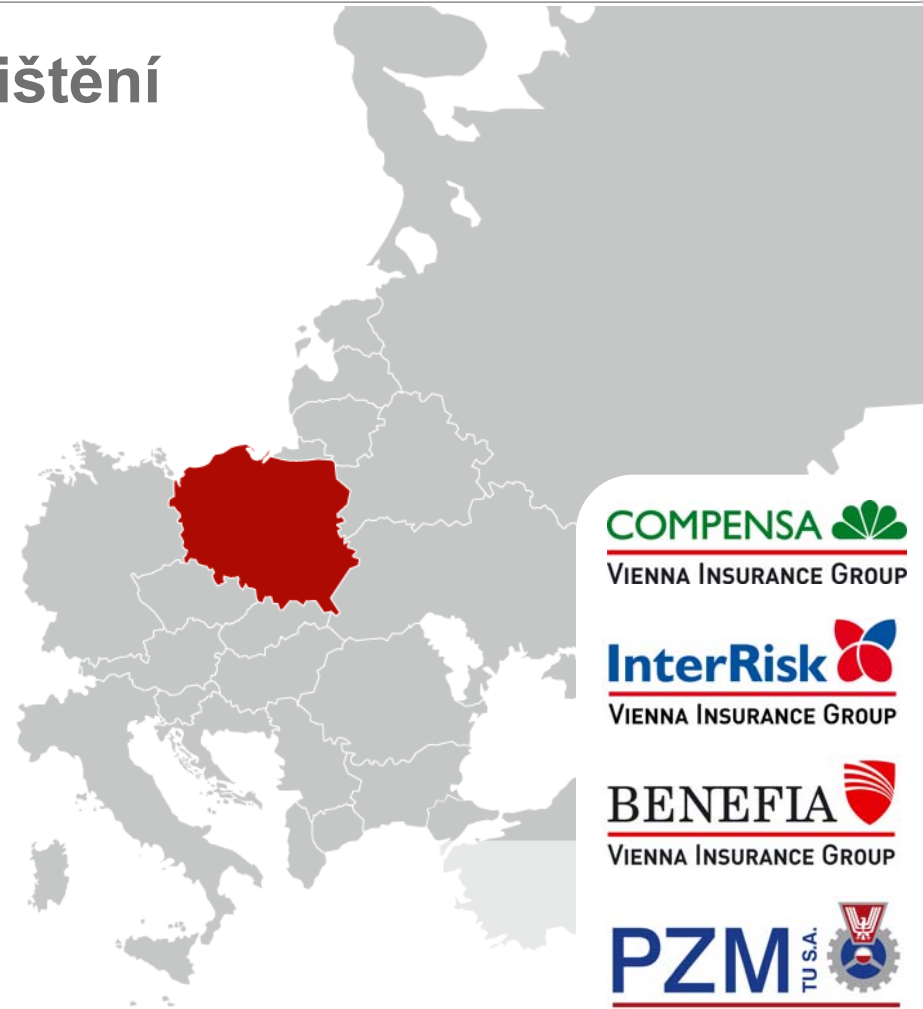 ištění
COMPENSA
VIENNA INSURANCE GROUP
InterRisk
VIENNA INSURANCE GROUP
BENEFIA
VIENNA INSURANCE GROUP
PZM TU S.A.